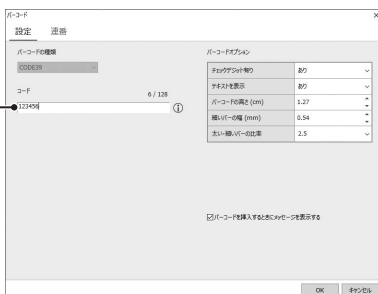 バーコード
設定 連番
バーコードの種類
CODE39
コード 6 / 128
123456
バーコードオプション
チェックデジット有り あり
テキストを表示 あり
バーコードの高さ (cm) 1.27
細いバーの幅 (mm) 0.54
太い・細いバーの比率 2.5
バーコードを挿入するときにメッセージを表示する
OK キャンセル